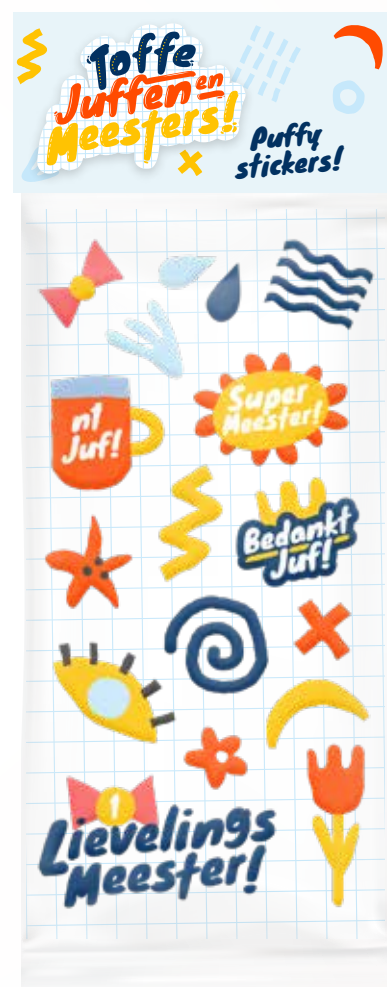 Toffe
Juffen en
Meesters!
Puffy
stickers!
n1
Juf!
Super
Meester!
Bedankt
Juf!
1
Lievelings
Meester!